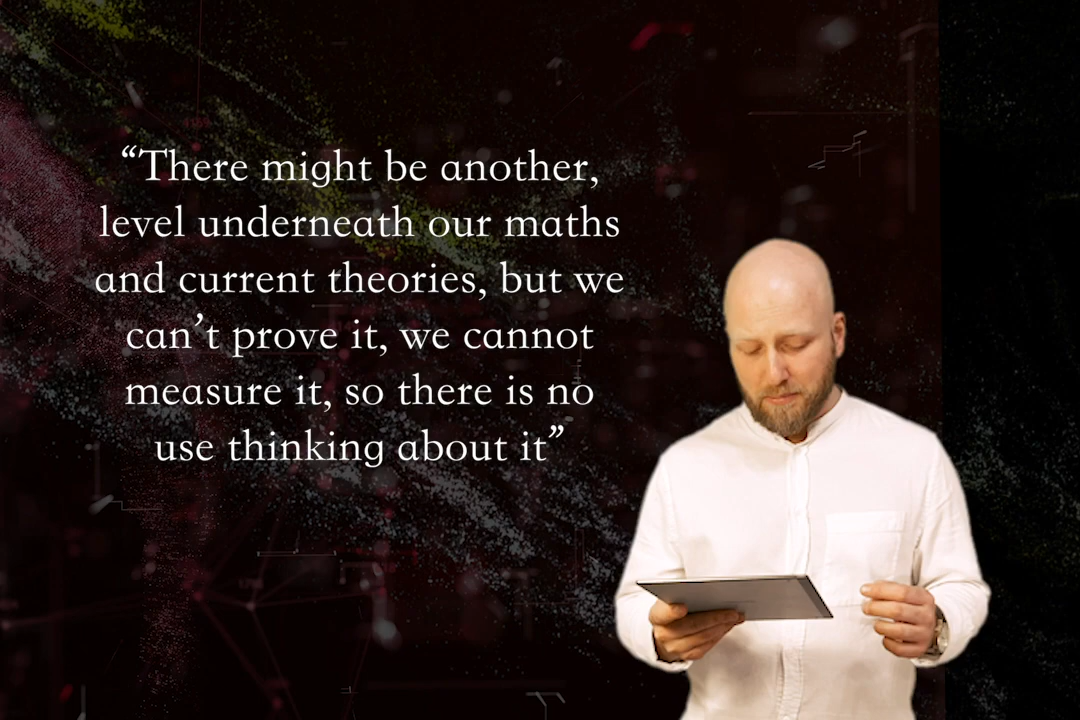 “There might be another,
level underneath our maths
and current theories, but we
can’t prove it, we cannot
measure it, so there is no
use thinking about it”